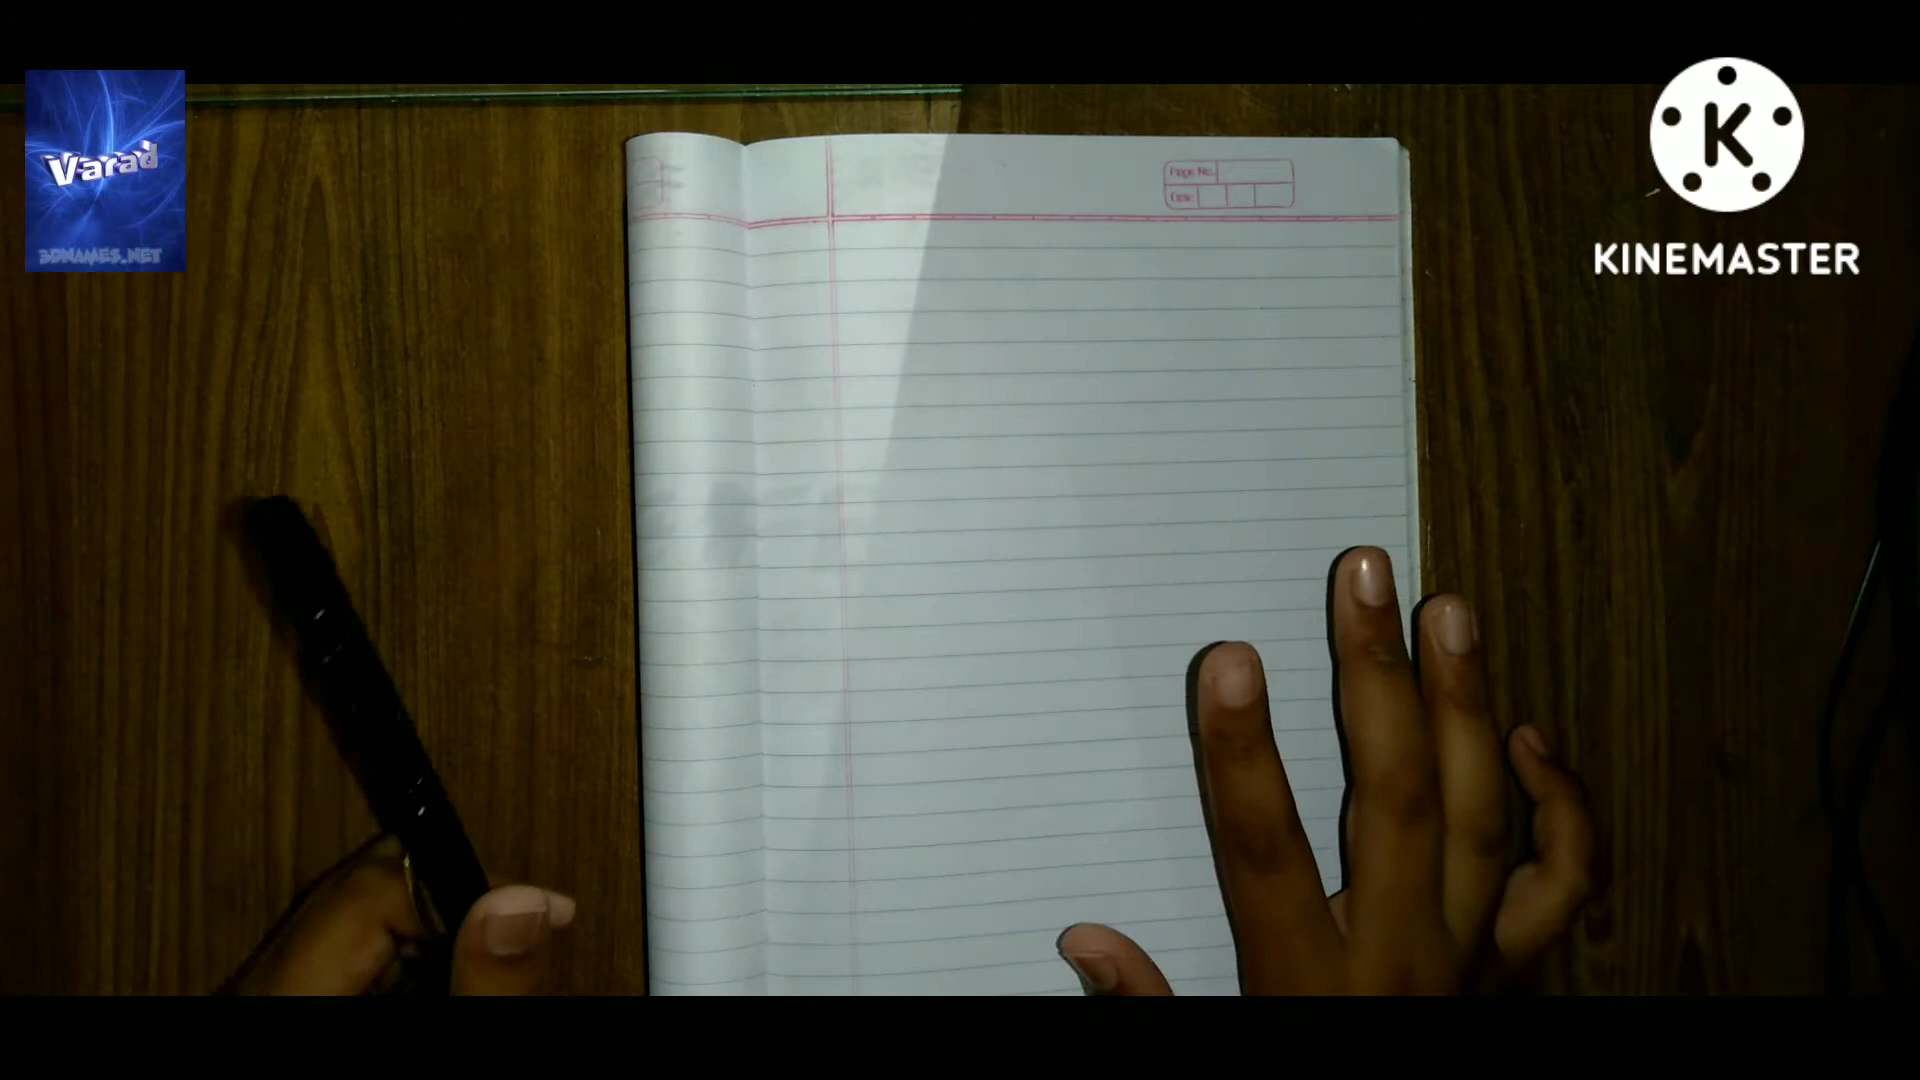 Varad
3DNAMES.NET
Page No.
Date
K
KINEMASTER